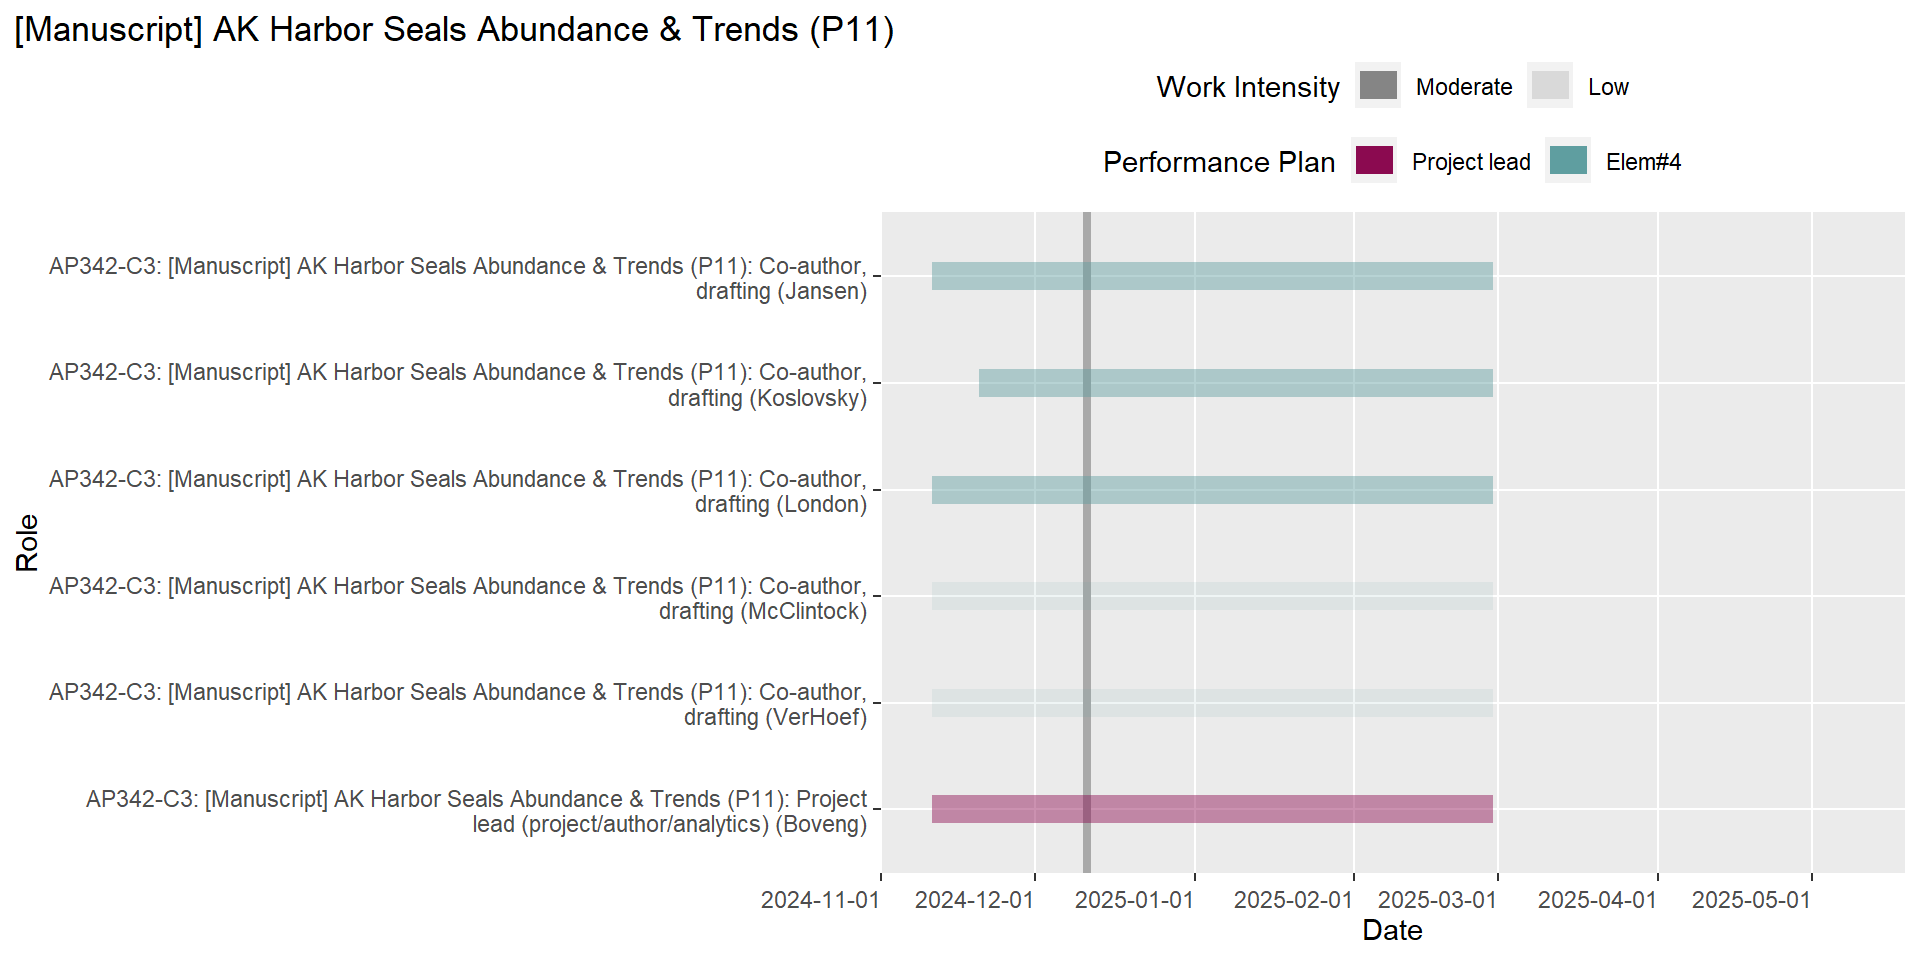 [Manuscript] AK Harbor Seals Abundance & Trends (P11)
Work Intensity Moderate Low
Performance Plan Project lead Elem#4
AP342-C3: [Manuscript] AK Harbor Seals Abundance & Trends (P11): Co-author,
drafting (Jansen)
AP342-C3: [Manuscript] AK Harbor Seals Abundance & Trends (P11): Co-author,
drafting (Koslovsky)
AP342-C3: [Manuscript] AK Harbor Seals Abundance & Trends (P11): Co-author,
drafting (London)
Role
AP342-C3: [Manuscript] AK Harbor Seals Abundance & Trends (P11): Co-author,
drafting (McClintock)
AP342-C3: [Manuscript] AK Harbor Seals Abundance & Trends (P11): Co-author,
drafting (VerHoef)
AP342-C3: [Manuscript] AK Harbor Seals Abundance & Trends (P11): Project
lead (project/author/analytics) (Boveng)
2024-11-01 2024-12-01 2025-01-01 2025-02-01 2025-03-01 2025-04-01 2025-05-01
Date